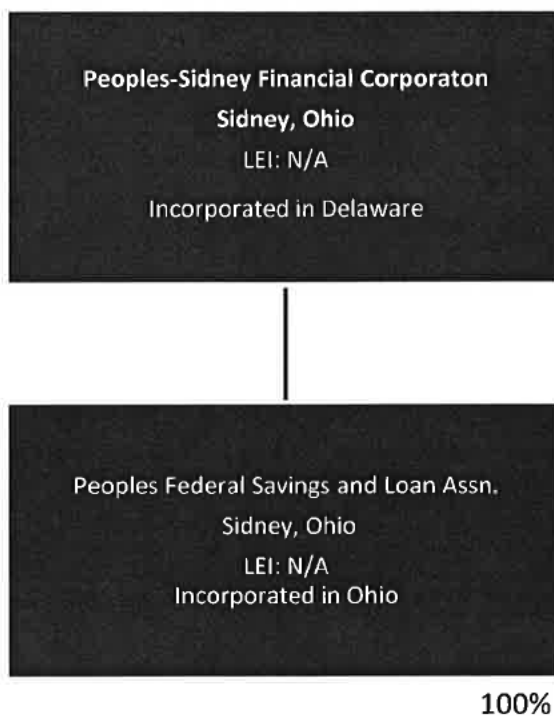 Peoples-Sidney Financial Corporaton
Sidney, Ohio
LEI: N/A
Incorporated in Delaware
Peoples Federal Savings and Loan Assn.
Sidney, Ohio
LEI: N/A
Incorporated in Ohio
100%